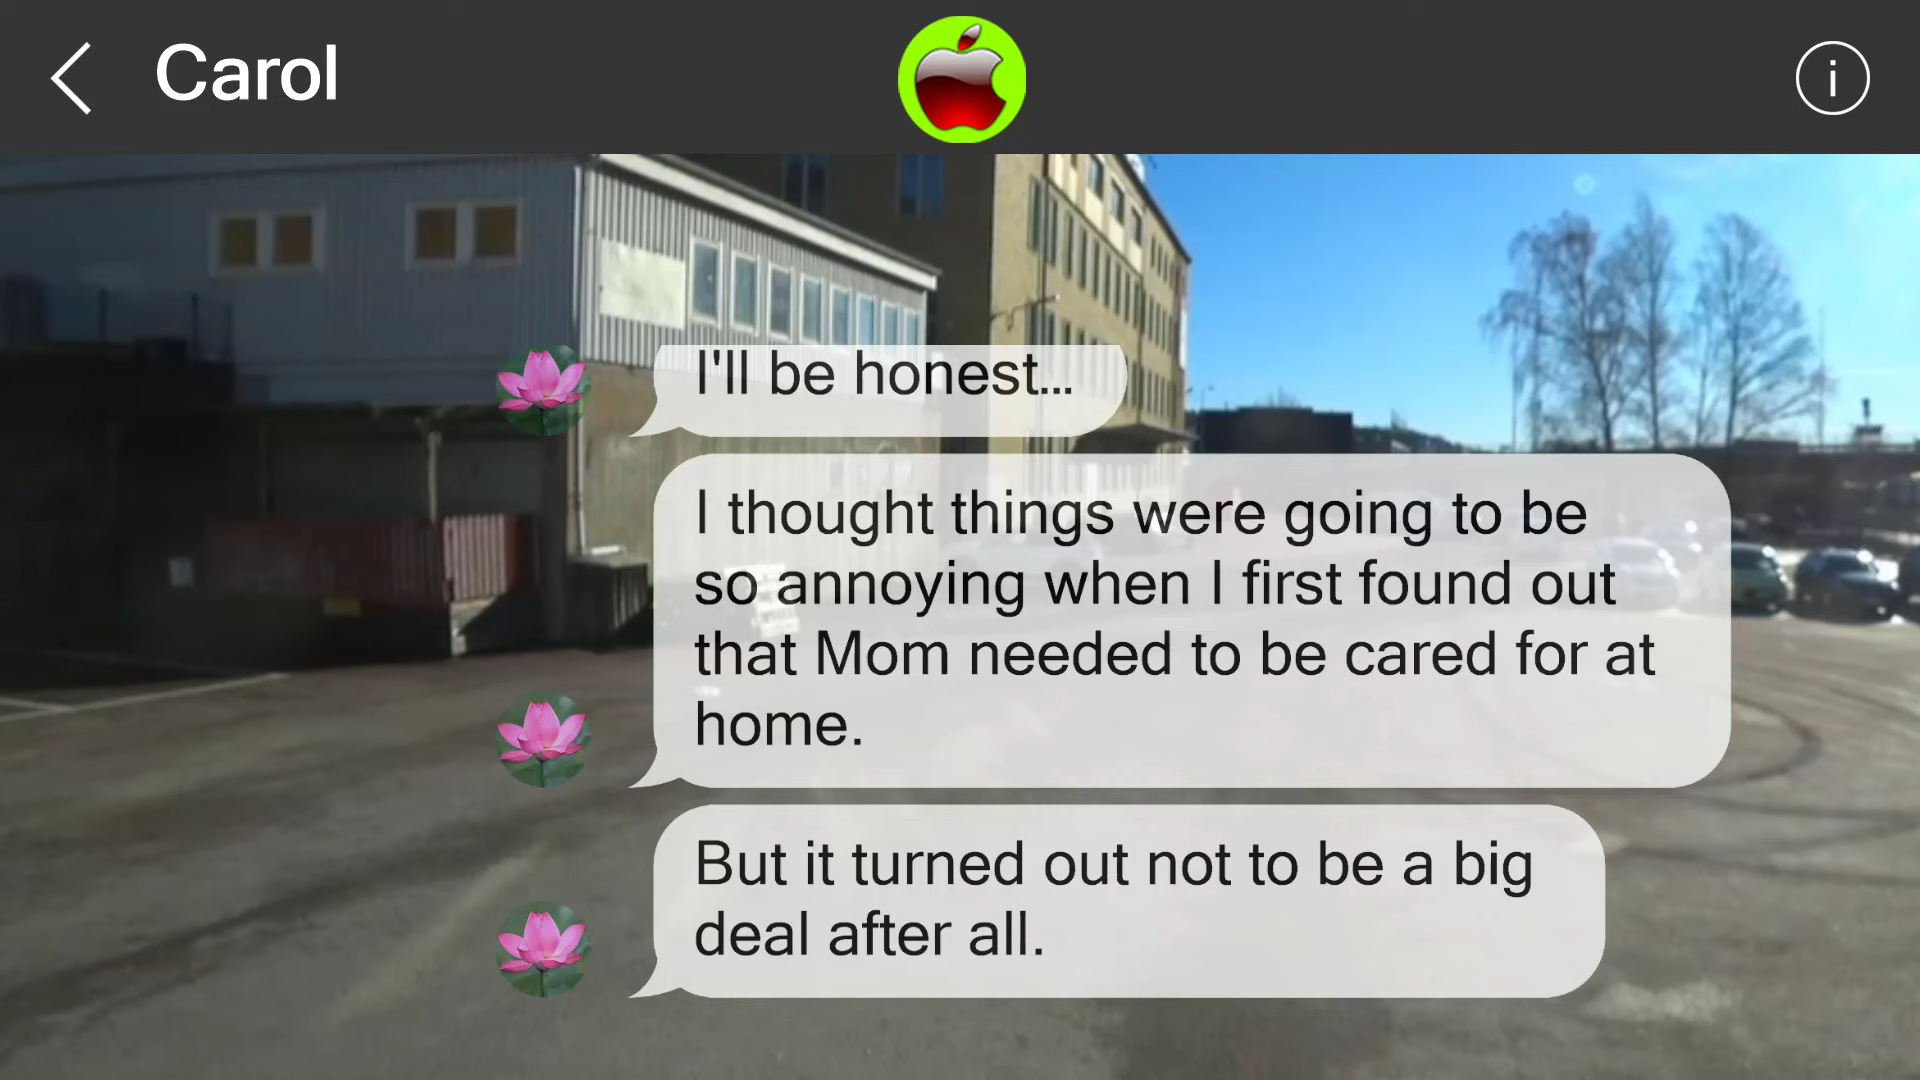 Carol
I'll be honest...
I thought things were going to be
so annoying when I first found out
that Mom needed to be cared for at
home.
But it turned out not to be a big
deal after all.